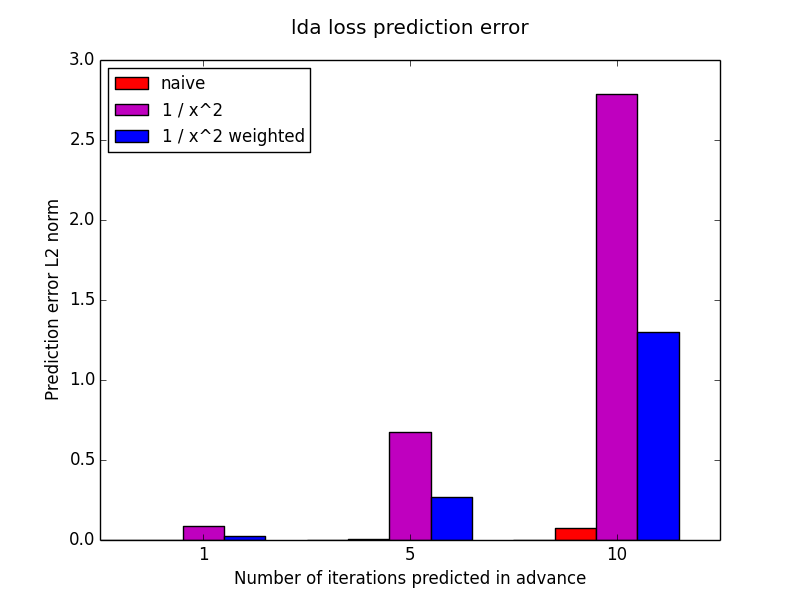 lda loss prediction error
3.0
2.5
2.0
1.5
1.0
0.5
0.0
Prediction error L2 norm
naive
1 / x^2
1 / x^2 weighted
1
5
10
Number of iterations predicted in advance